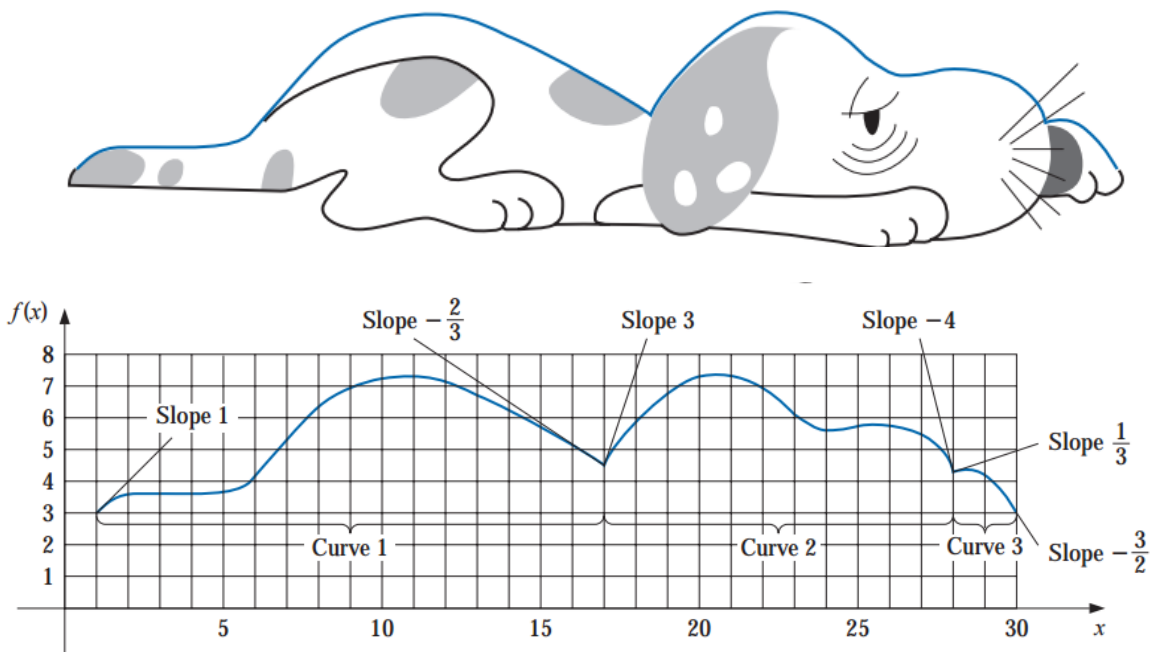 f(x)
Slope −2/3
Slope 3
Slope −4
8
7
6
5
4
3
2
1
Slope 1
Slope 1/3
Curve 1
Curve 2
Curve 3
Slope −3/2
5
10
15
20
25
30
x